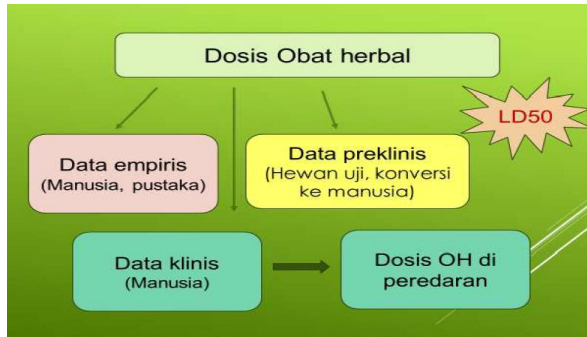 Dosis Obat herbal
LD50
Data empiris
(Manusia, pustaka)
Data preklinis
(Hewan uji, konversi
ke manusia)
Data klinis
(Manusia)
Dosis OH di
peredaran